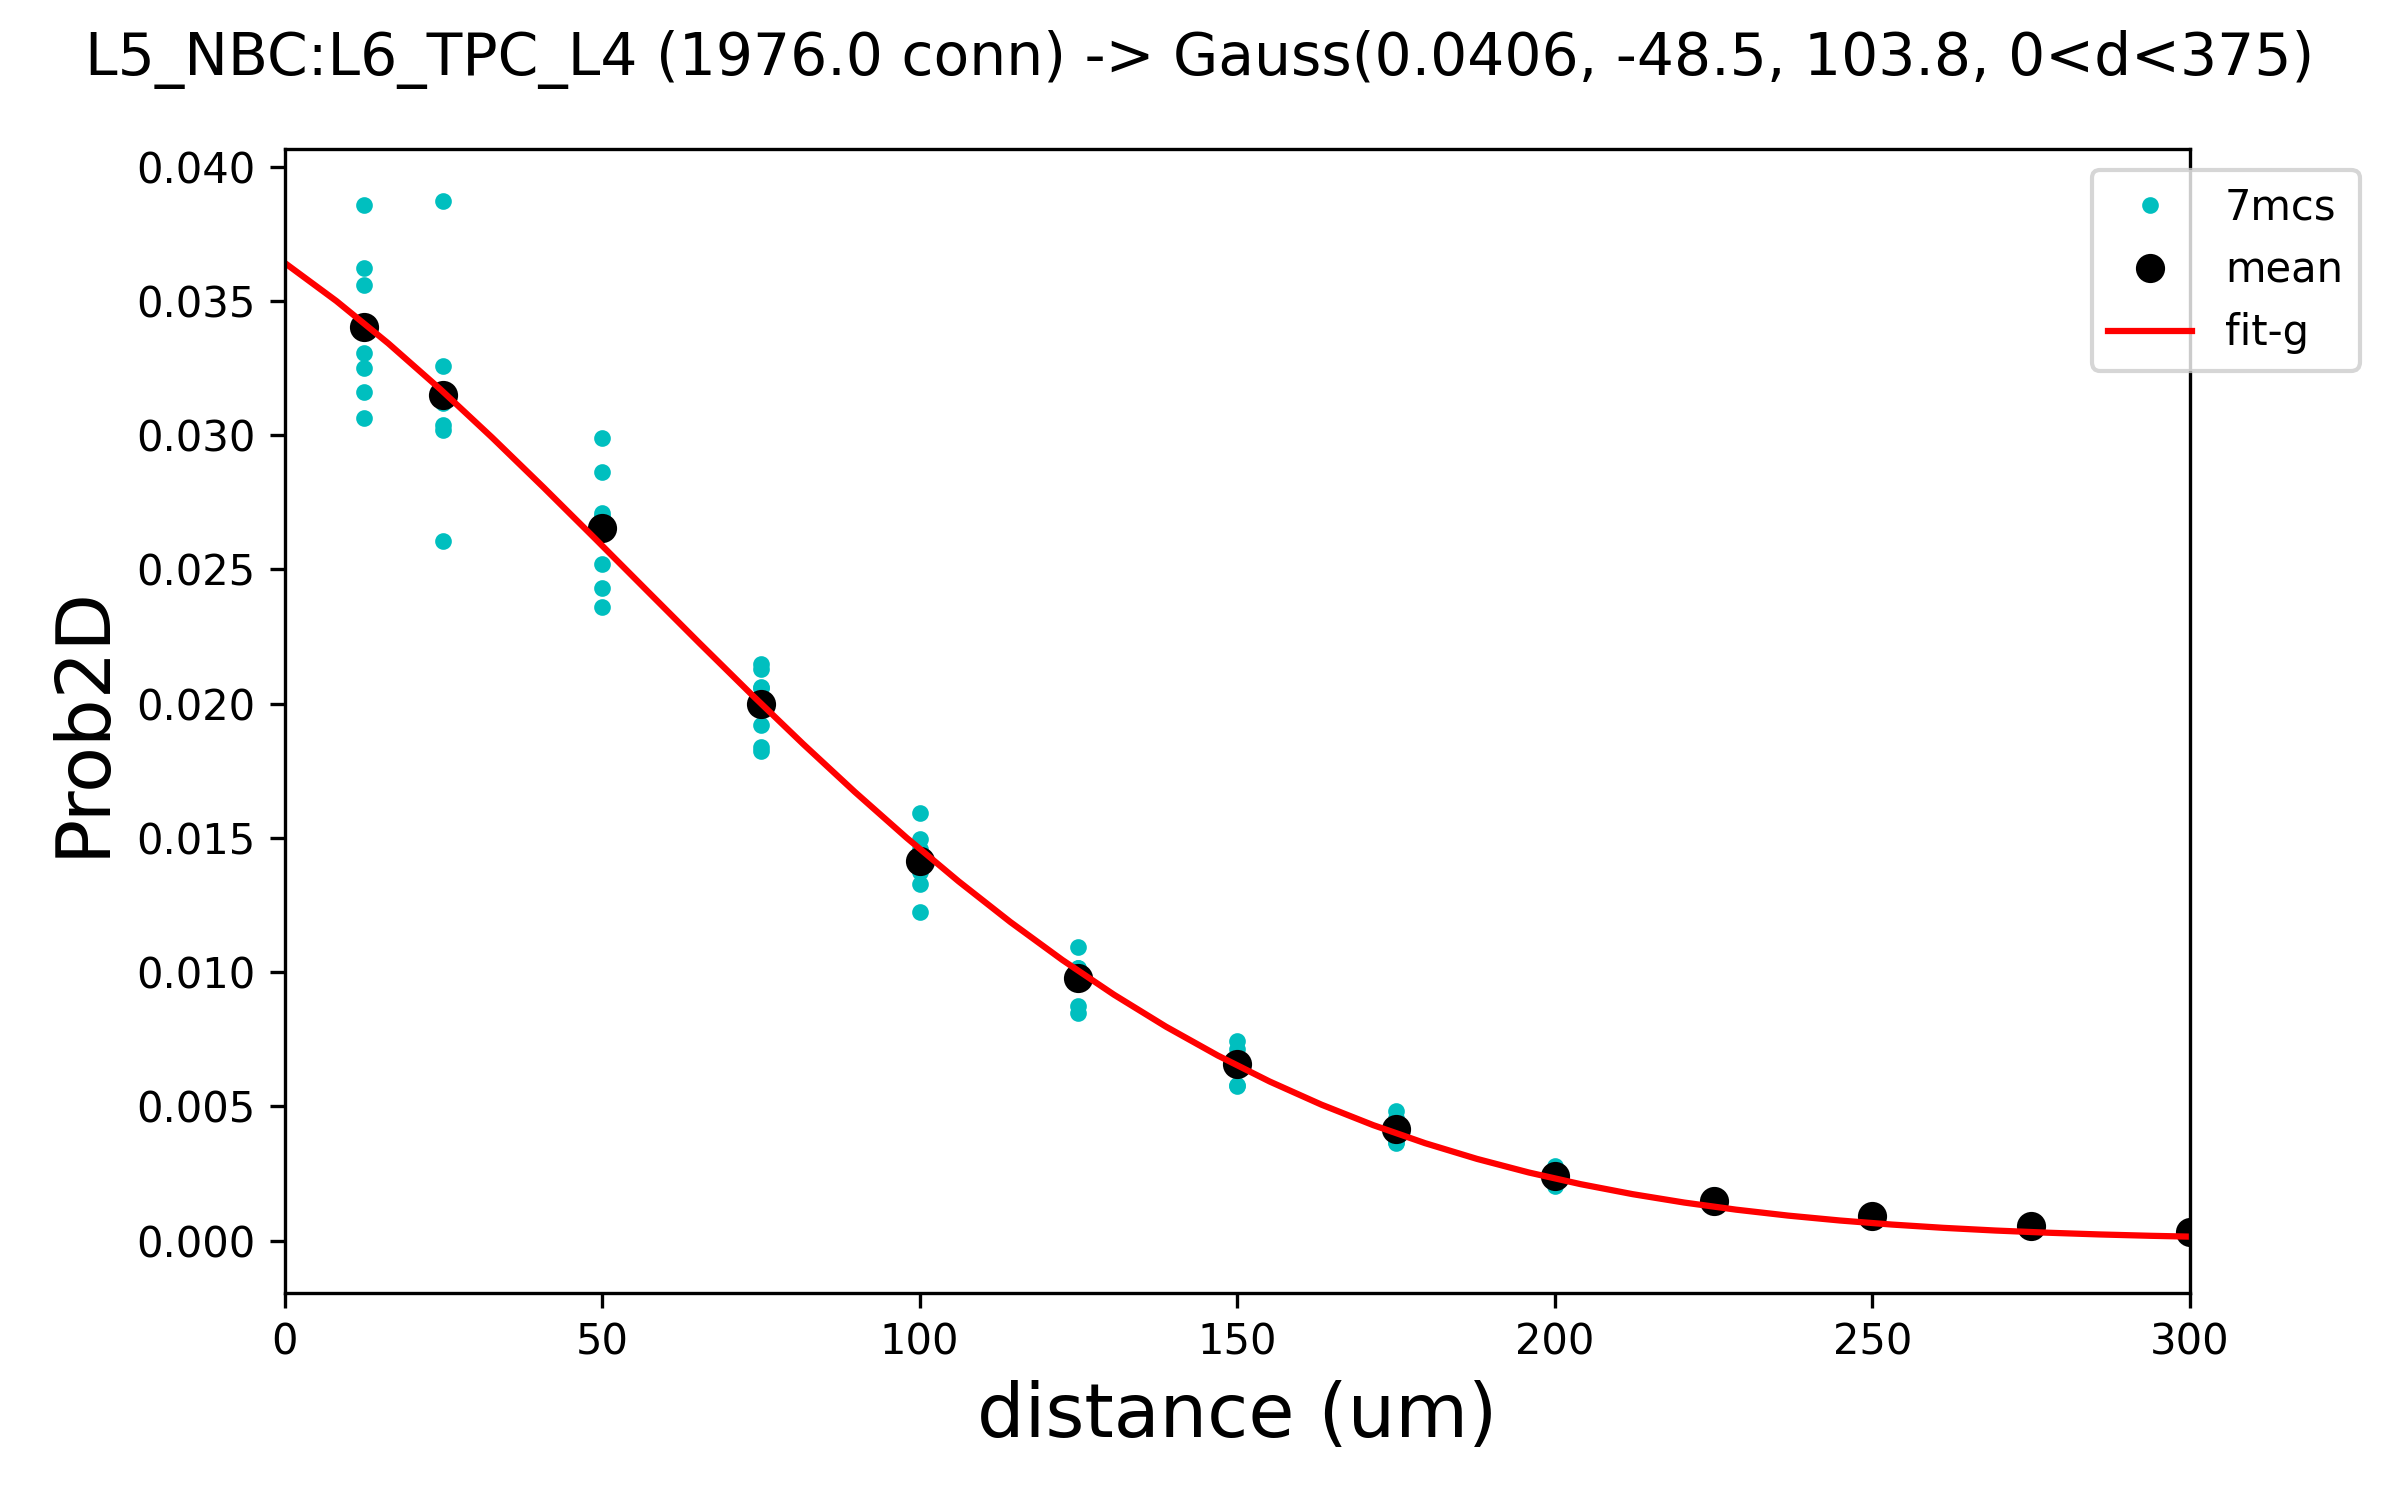 L5_NBC:L6_TPC_L4 (1976.0 conn) -> Gauss(0.0406, -48.5, 103.8, 0<d<375)
0.040
0.035
0.030
0.025
0.020
0.015
0.010
0.005
0.000
Prob2D
7mcs
mean
fit-g
0 50 100 150 200 250 300
distance (um)